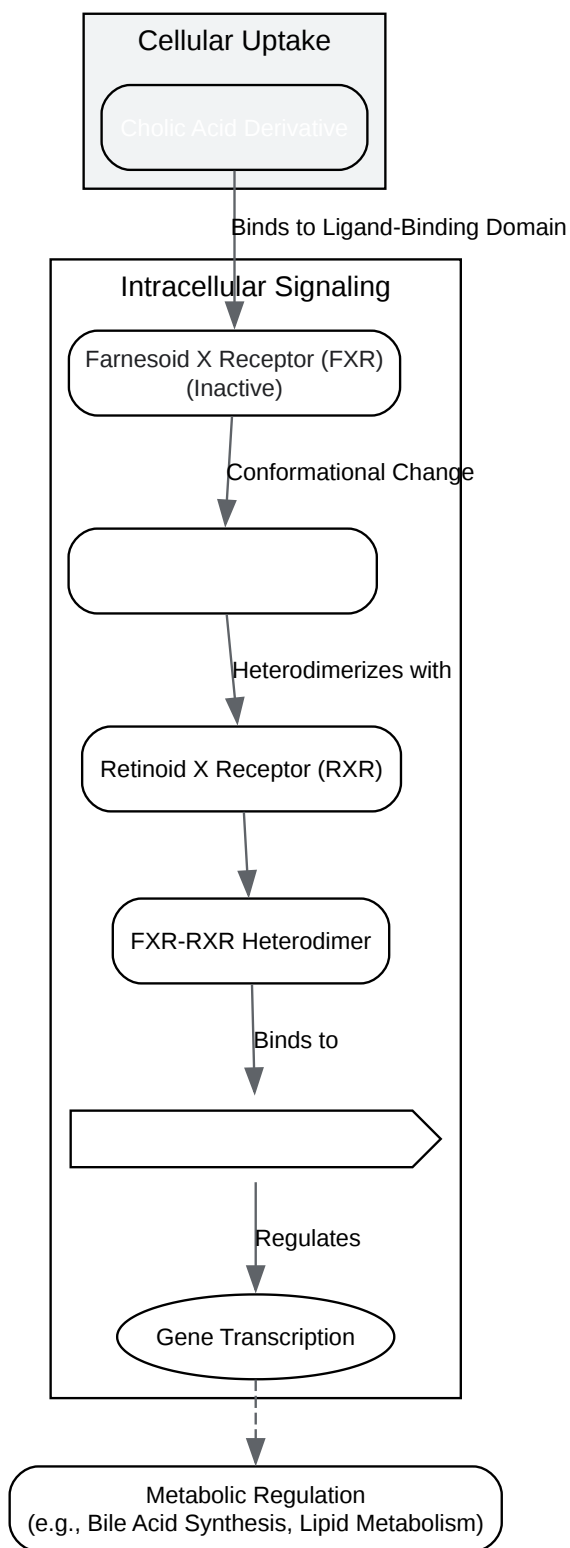 Cellular Uptake
Cholic Acid Derivative
Binds to Ligand-Binding Domain
Intracellular Signaling
Farnesoid X Receptor (FXR)
(Inactive)
Conformational Change
Heterodimerizes with
Retinoid X Receptor (RXR)
FXR-RXR Heterodimer
Binds to
Regulates
Gene Transcription
Metabolic Regulation
(e.g., Bile Acid Synthesis, Lipid Metabolism)